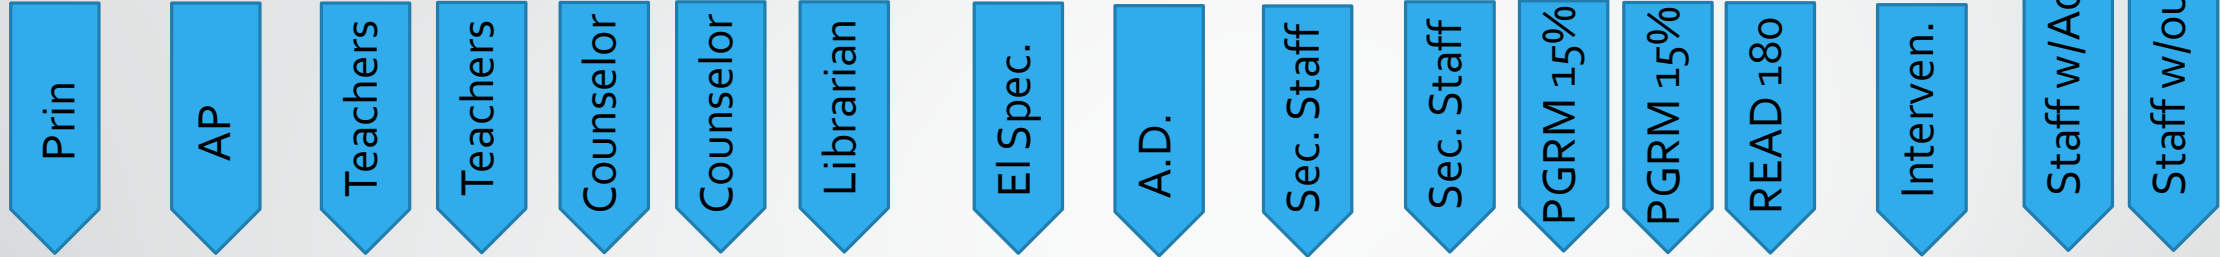 Prin
AP
Teachers
Teachers
Counselor
Counselor
Librarian
El Spec.
A.D.
Sec. Staff
Sec. Staff
PGRM 15%
PGRM 15%
READ 180
Interven.
Staff
Staff